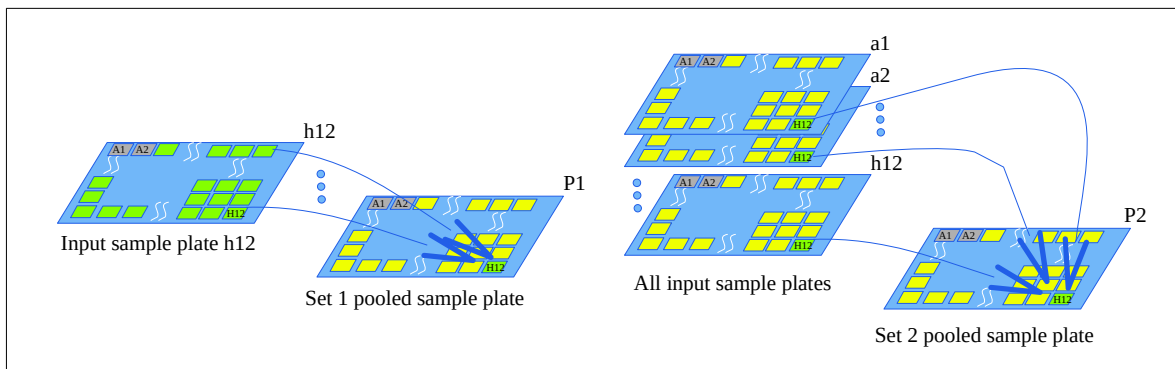 h12
A1 A2
H12
Input sample plate h12
P1
A1 A2
H12
Set 1 pooled sample plate
a1
A1 A2
H12
a2
H12
h12
A1 A2
H12
All input sample plates
P2
A1 A2
H12
Set 2 pooled sample plate